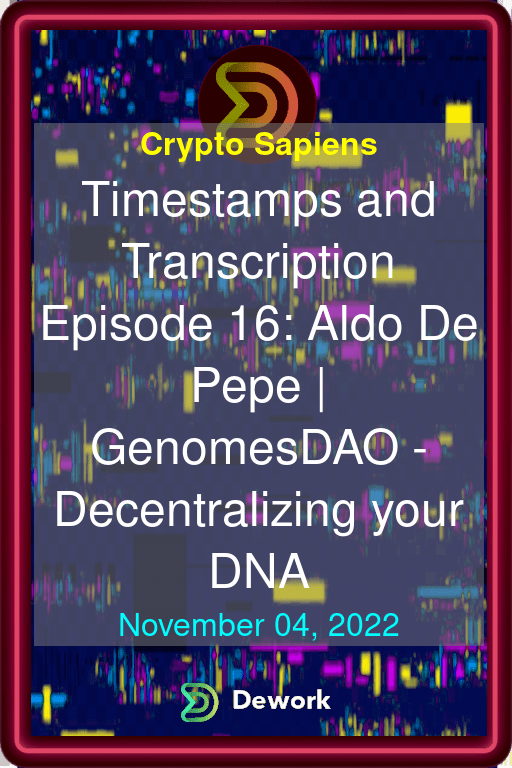 Crypto Sapiens
Timestamps and
Transcription
Episode 16: Aldo De
Pepe |
GenomesDAO -
Decentralizing your
DNA
November 04, 2022
Dework